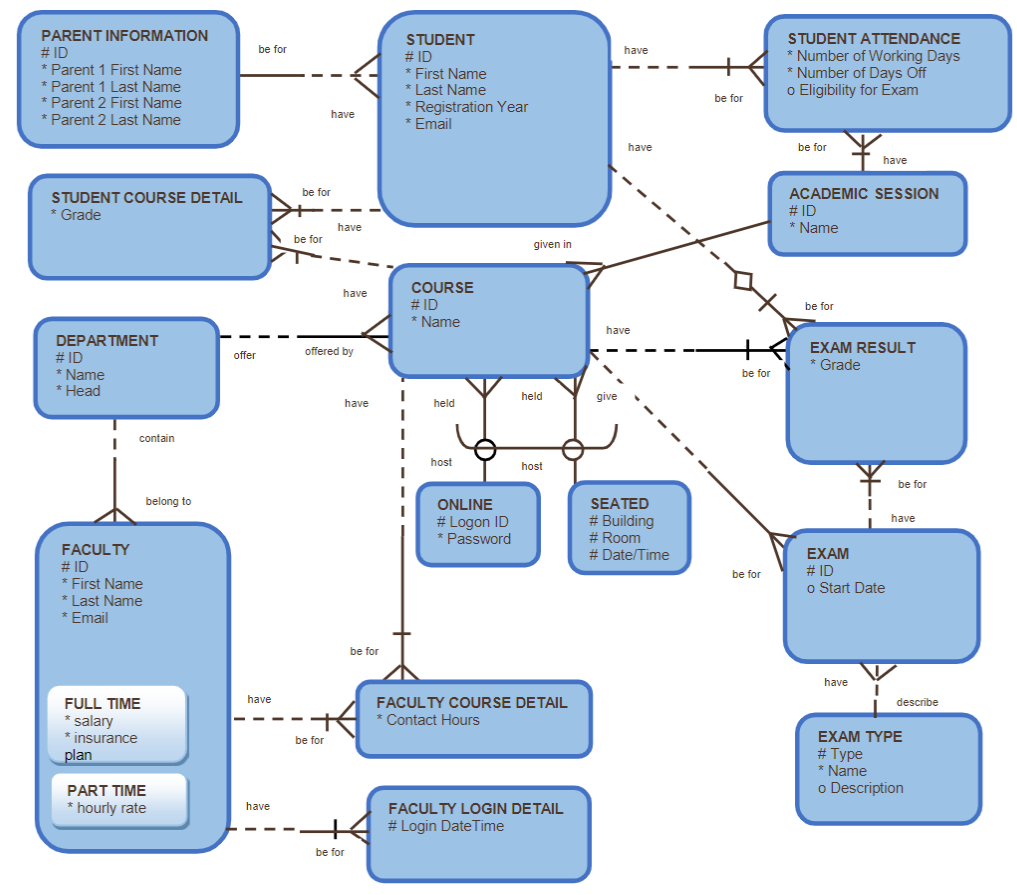 PARENT INFORMATION
# ID
* Parent 1 First Name
* Parent 1 Last Name
* Parent 2 First Name
* Parent 2 Last Name
be for
have
STUDENT
# ID
* First Name
* Last Name
* Registration Year
* Email
have
be for
STUDENT ATTENDANCE
* Number of Working Days
* Number of Days Off
o Eligibility for Exam
be for
have
have
STUDENT COURSE DETAIL
* Grade
be for
have
be for
have
ACADEMIC SESSION
# ID
* Name
given in
COURSE
# ID
* Name
be for
DEPARTMENT
# ID
* Name
* Head
offer
offered by
have
be for
EXAM RESULT
* Grade
have
held
held
give
host
host
contain
belong to
ONLINE
# Logon ID
* Password
SEATED
# Building
# Room
# Date/Time
be for
have
be for
EXAM
# ID
o Start Date
FACULTY
# ID
* First Name
* Last Name
* Email
FULL TIME
* salary
* insurance
plan
PART TIME
* hourly rate
be for
have
be for
FACULTY COURSE DETAIL
* Contact Hours
have
describe
EXAM TYPE
# Type
* Name
o Description
have
be for
FACULTY LOGIN DETAIL
# Login DateTime